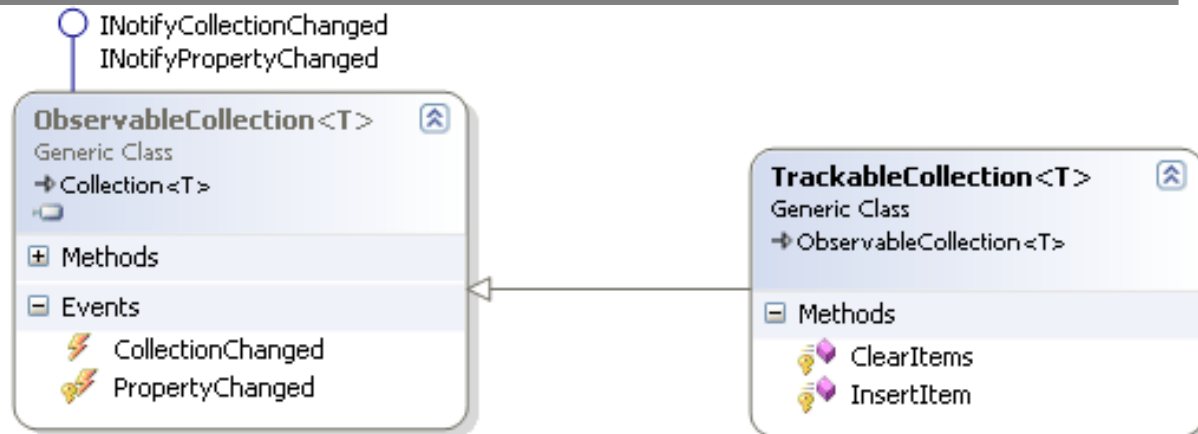 INotifyCollectionChanged
INotifyPropertyChanged
ObservableCollection<T>
Generic Class
Collection<T>
Methods
Events
CollectionChanged
PropertyChanged
TrackableCollection<T>
Generic Class
ObservableCollection<T>
Methods
ClearItems
InsertItem